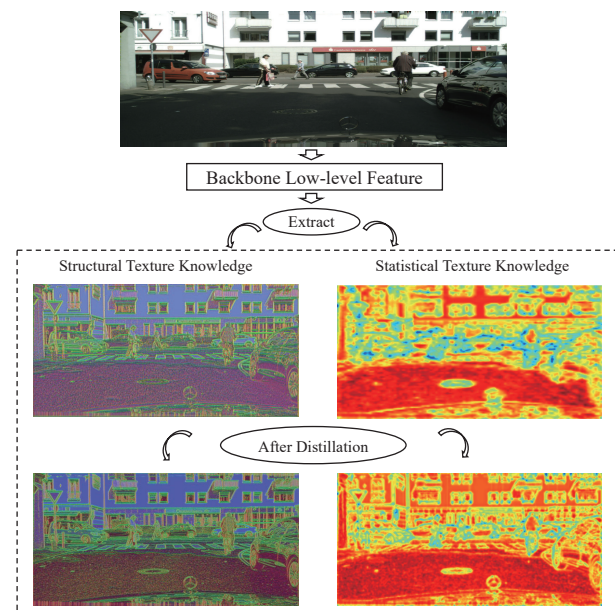 Backbone Low-level Feature
Extract
Structural Texture Knowledge
Statistical Texture Knowledge
After Distillation